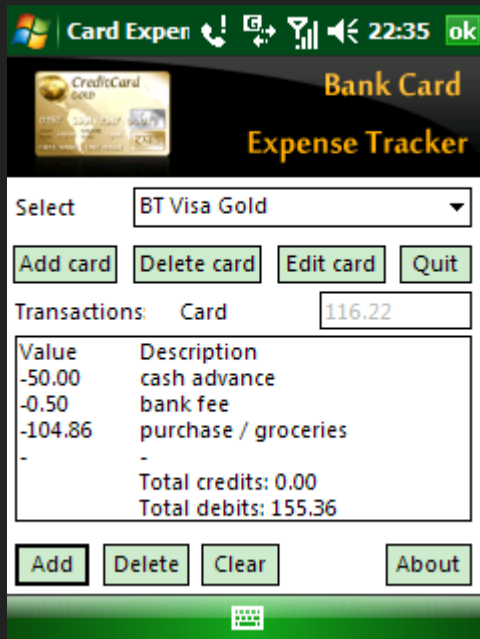 Card Expen 22:35 ok
CreditCard
GOLD
Bank Card
Expense Tracker
Select BT Visa Gold
Add card Delete card Edit card Quit
Transactions: Card 116.22
Value Description
-50.00 cash advance
-0.50 bank fee
-104.86 purchase / groceries
- -
Total credits: 0.00
Total debits: 155.36
Add Delete Clear About